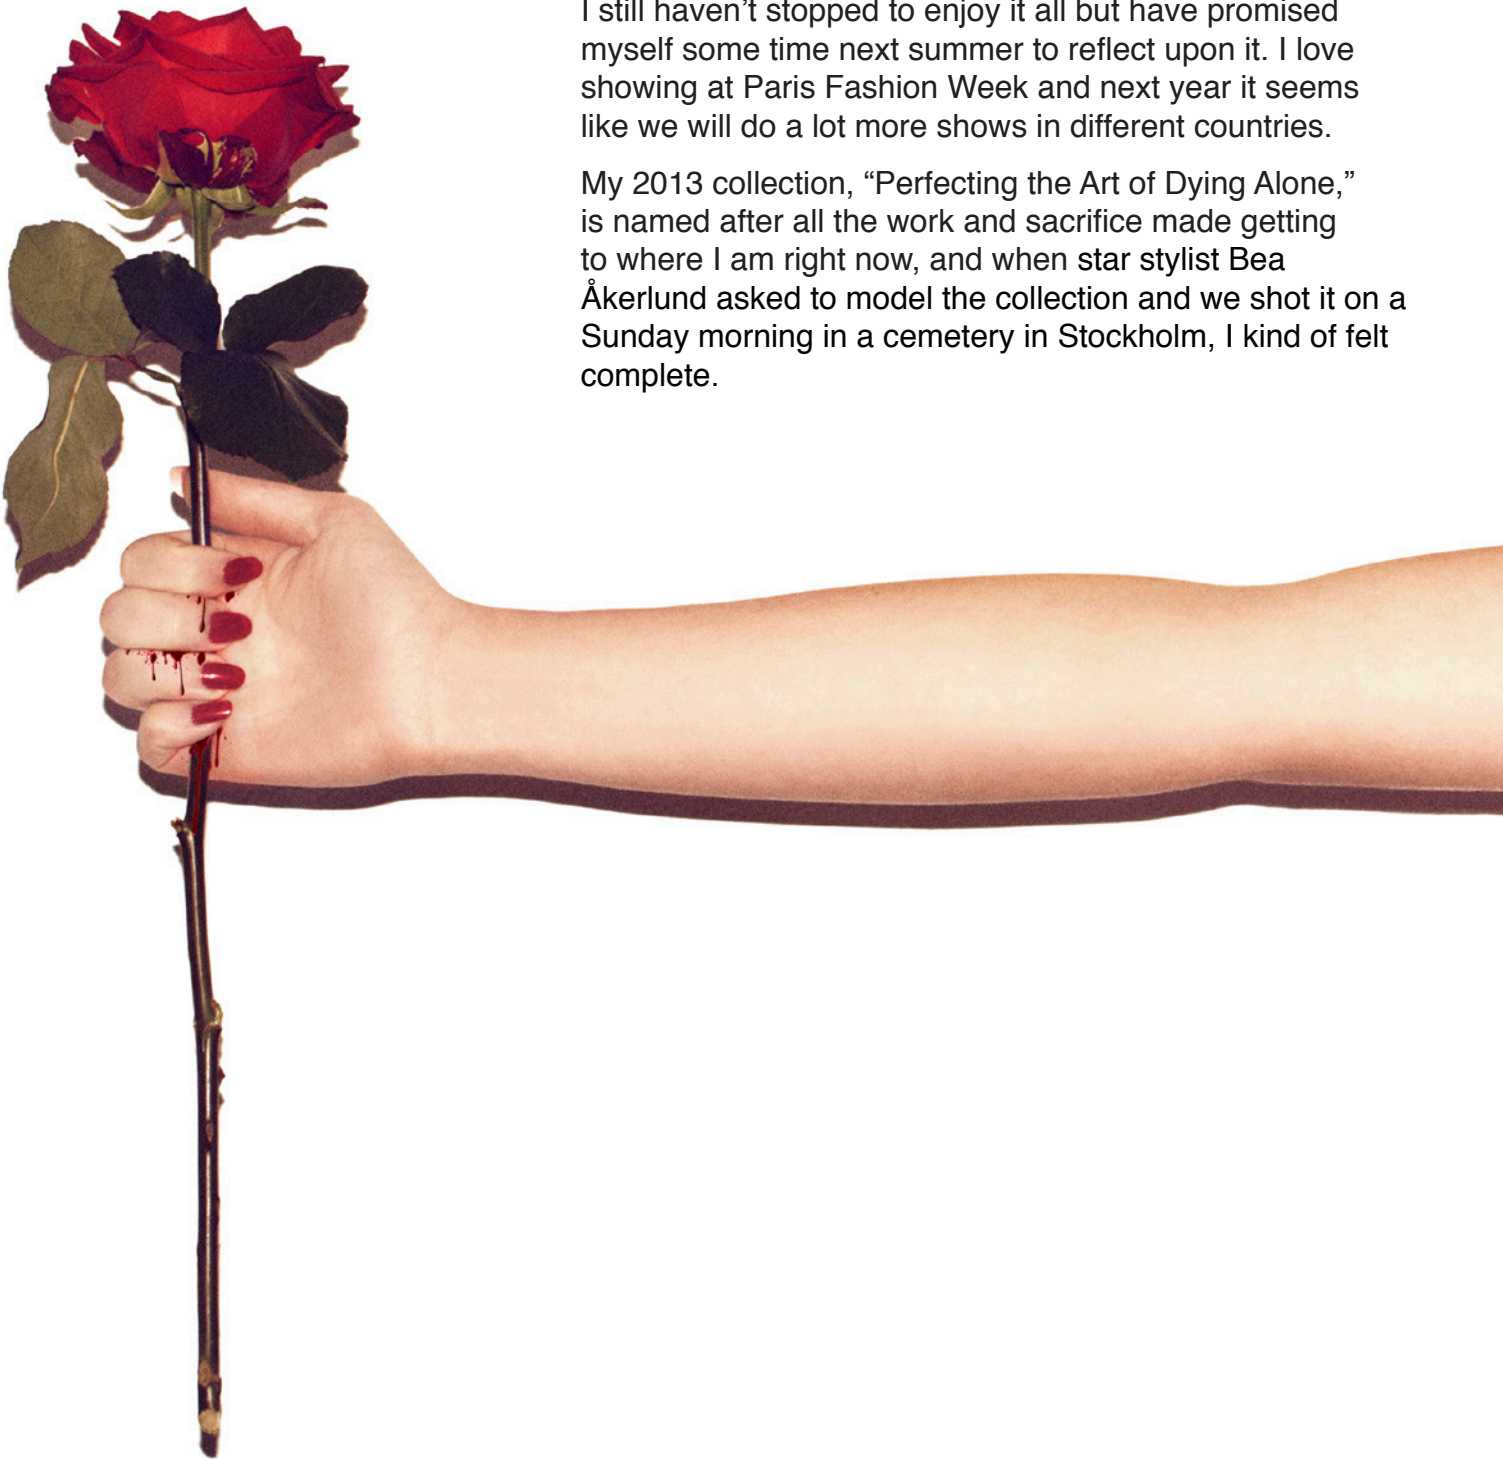 I still haven’t stopped to enjoy it all but have promised
myself some time next summer to reflect upon it. I love
showing at Paris Fashion Week and next year it seems
like we will do a lot more shows in different countries.
My 2013 collection, “Perfecting the Art of Dying Alone,”
is named after all the work and sacrifice made getting
to where I am right now, and when star stylist Bea
Åkerlund asked to model the collection and we shot it on a
Sunday morning in a cemetery in Stockholm, I kind of felt
complete.